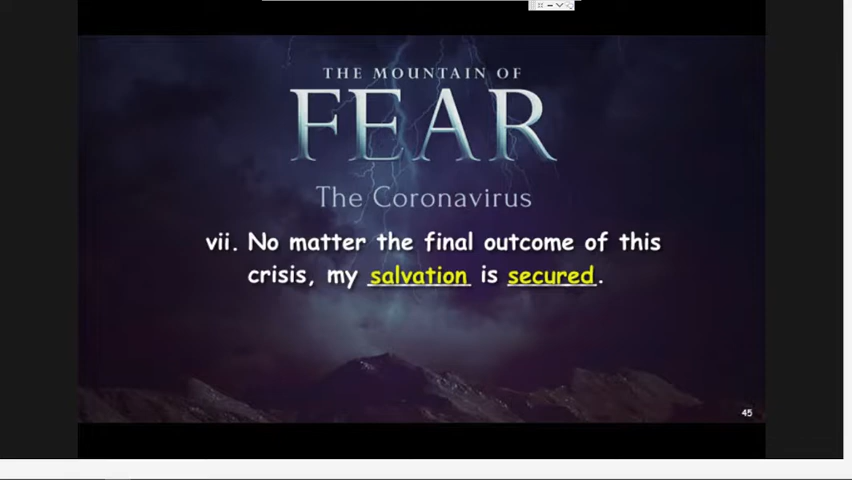 THE MOUNTAIN OF
FEAR
The Coronavirus
vii. No matter the final outcome of this
crisis, my salvation is secured.
45